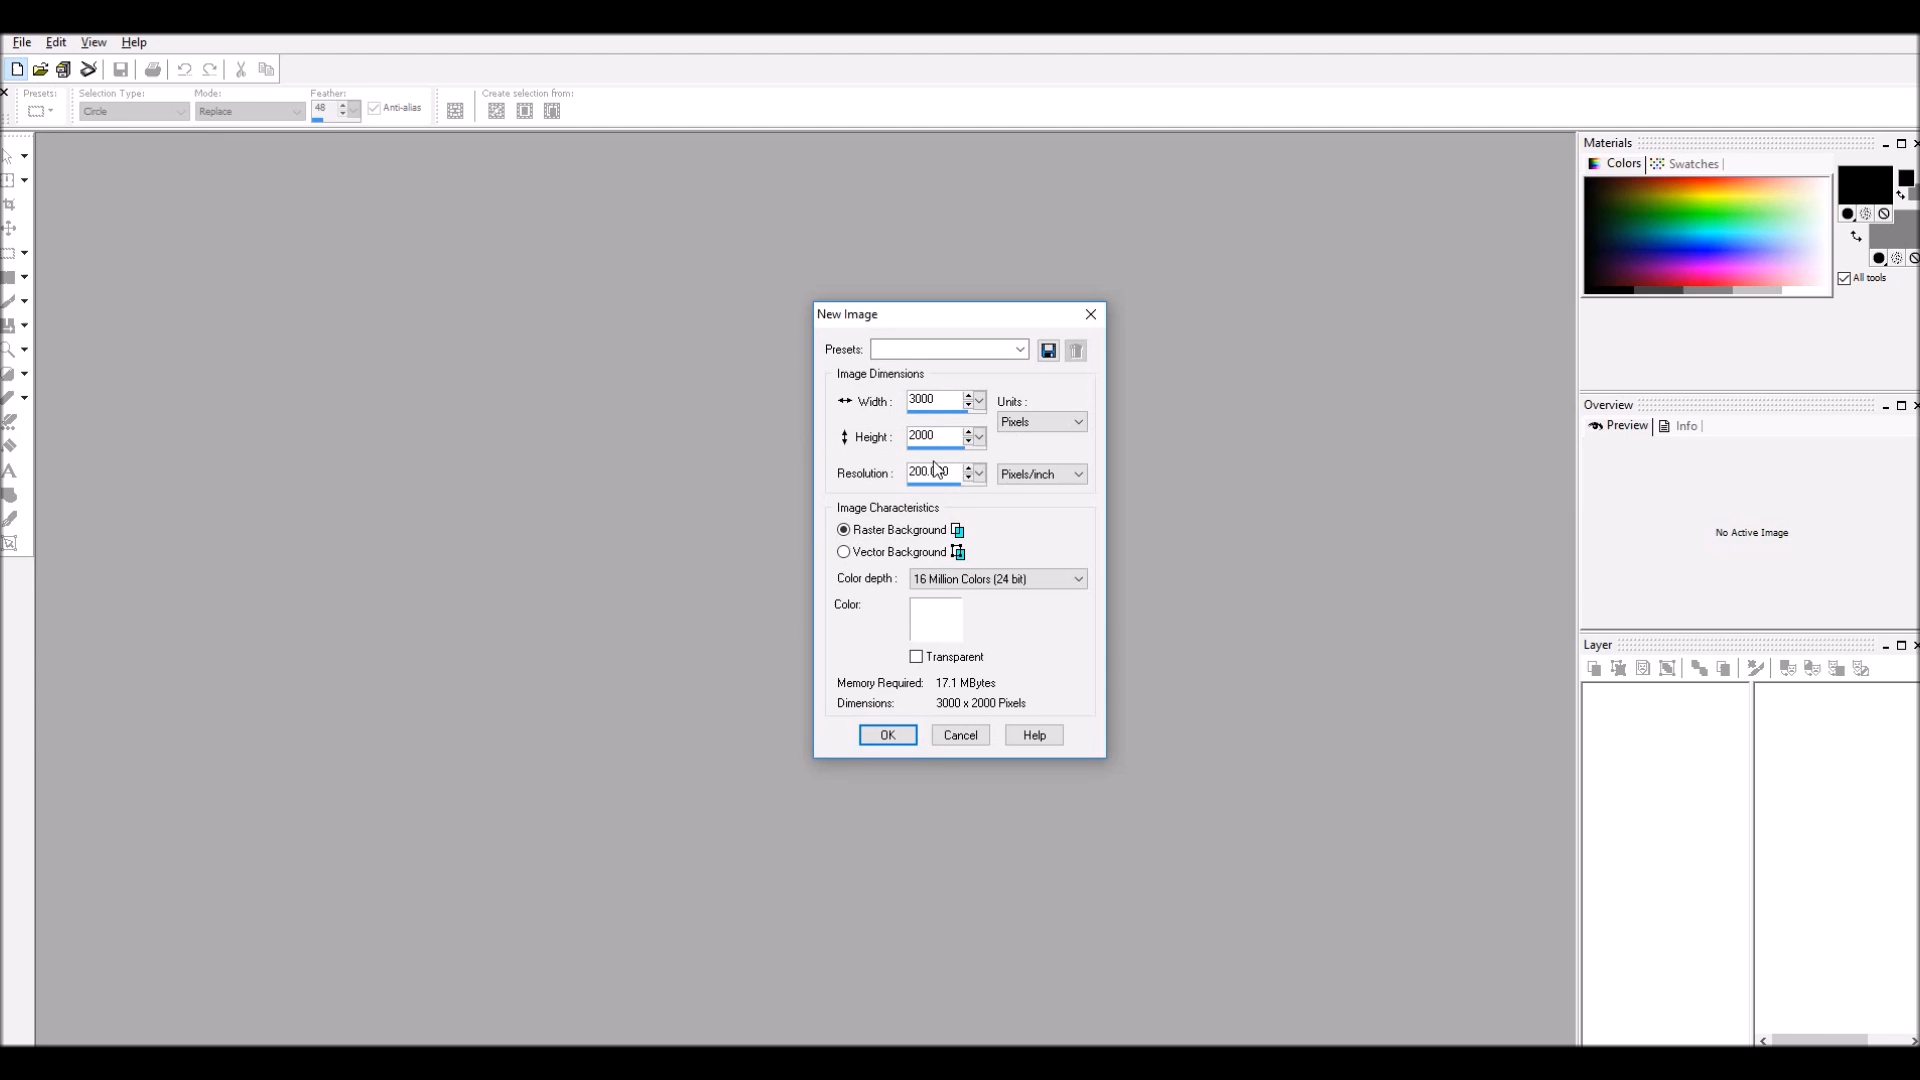 File Edit View Help
Presets: Selection Type: Mode: Feather: Create selection from:
Circle Replace 48 Anti-alias
Materials
Colors Swatches
All tools
New Image
Presets:
Image Dimensions
Width : 3000 Units :
Pixels
Height : 2000
Resolution : Pixels/inch
Image Characteristics
Raster Background
Vector Background
Color depth : 16 Million Colors (24 bit)
Color:
Transparent
Memory Required: 17.1 MBytes
Dimensions: 3000 x 2000 Pixels
OK Cancel Help
Overview
Preview Info
No Active Image
Layer